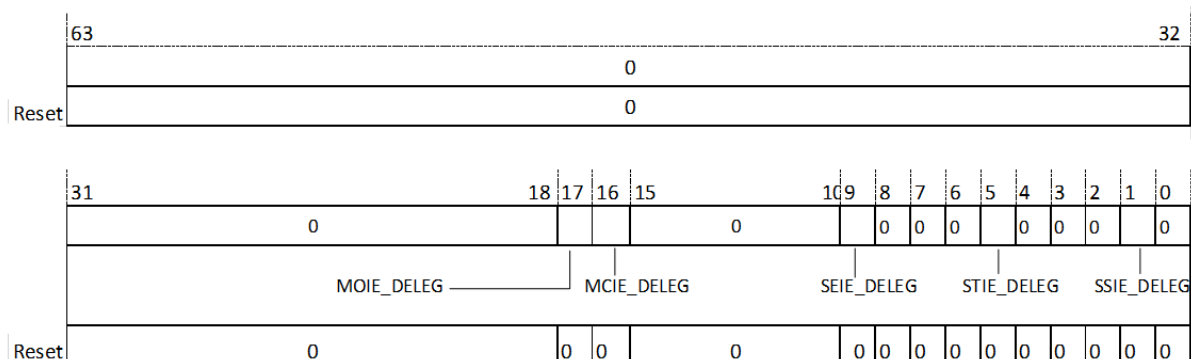 63 32
0
Reset 0
31 18 17 16 15 10 9 8 7 6 5 4 3 2 1 0
0 0 0 0 0 0 0 0 0 0
MOIE_DELEG MCIE_DELEG SEIE_DELEG STIE_DELEG SSIE_DELEG
Reset 0 0 0 0 0 0 0 0 0 0 0 0 0 0